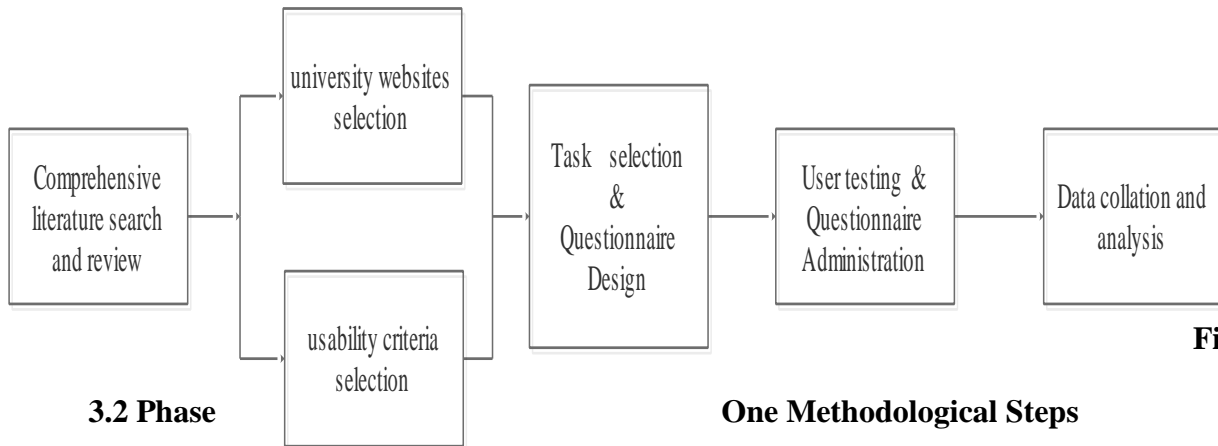 university websites
selection
Comprehensive
literature search
and review
usability criteria
selection
Task selection
&
Questionnaire
Design
User testing &
Questionnaire
Administration
Data collation and
analysis
Fi
3.2 Phase One Methodological Steps